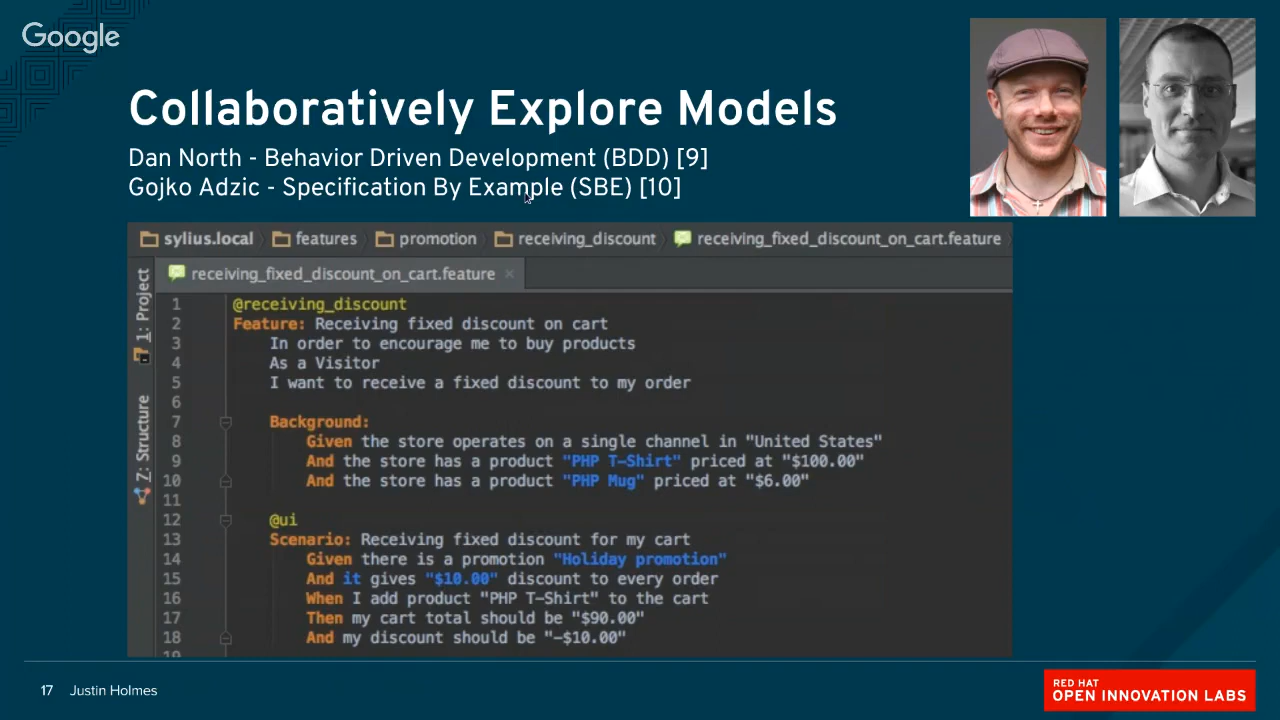 Google
Collaboratively Explore Models
Dan North - Behavior Driven Development (BDD) [9]
Gojko Adzic - Specification By Example (SBE) [10]
sylius.local features promotion receiving_discount receiving_fixed_discount_on_cart.feature
receiving_fixed_discount_on_cart.feature ×
1: Project
7: Structure
1 @receiving_discount
2 Feature: Receiving fixed discount on cart
3 In order to encourage me to buy products
4 As a Visitor
5 I want to receive a fixed discount to my order
6
7 Background:
8 Given the store operates on a single channel in "United States"
9 And the store has a product "PHP T-Shirt" priced at "$100.00"
10 And the store has a product "PHP Mug" priced at "$6.00"
11
12 @ui
13 Scenario: Receiving fixed discount for my cart
14 Given there is a promotion "Holiday promotion"
15 And it gives "$10.00" discount to every order
16 When I add product "PHP T-Shirt" to the cart
17 Then my cart total should be "$90.00"
18 And my discount should be "-$10.00"
19
17 Justin Holmes
RED HAT
OPEN INNOVATION LABS